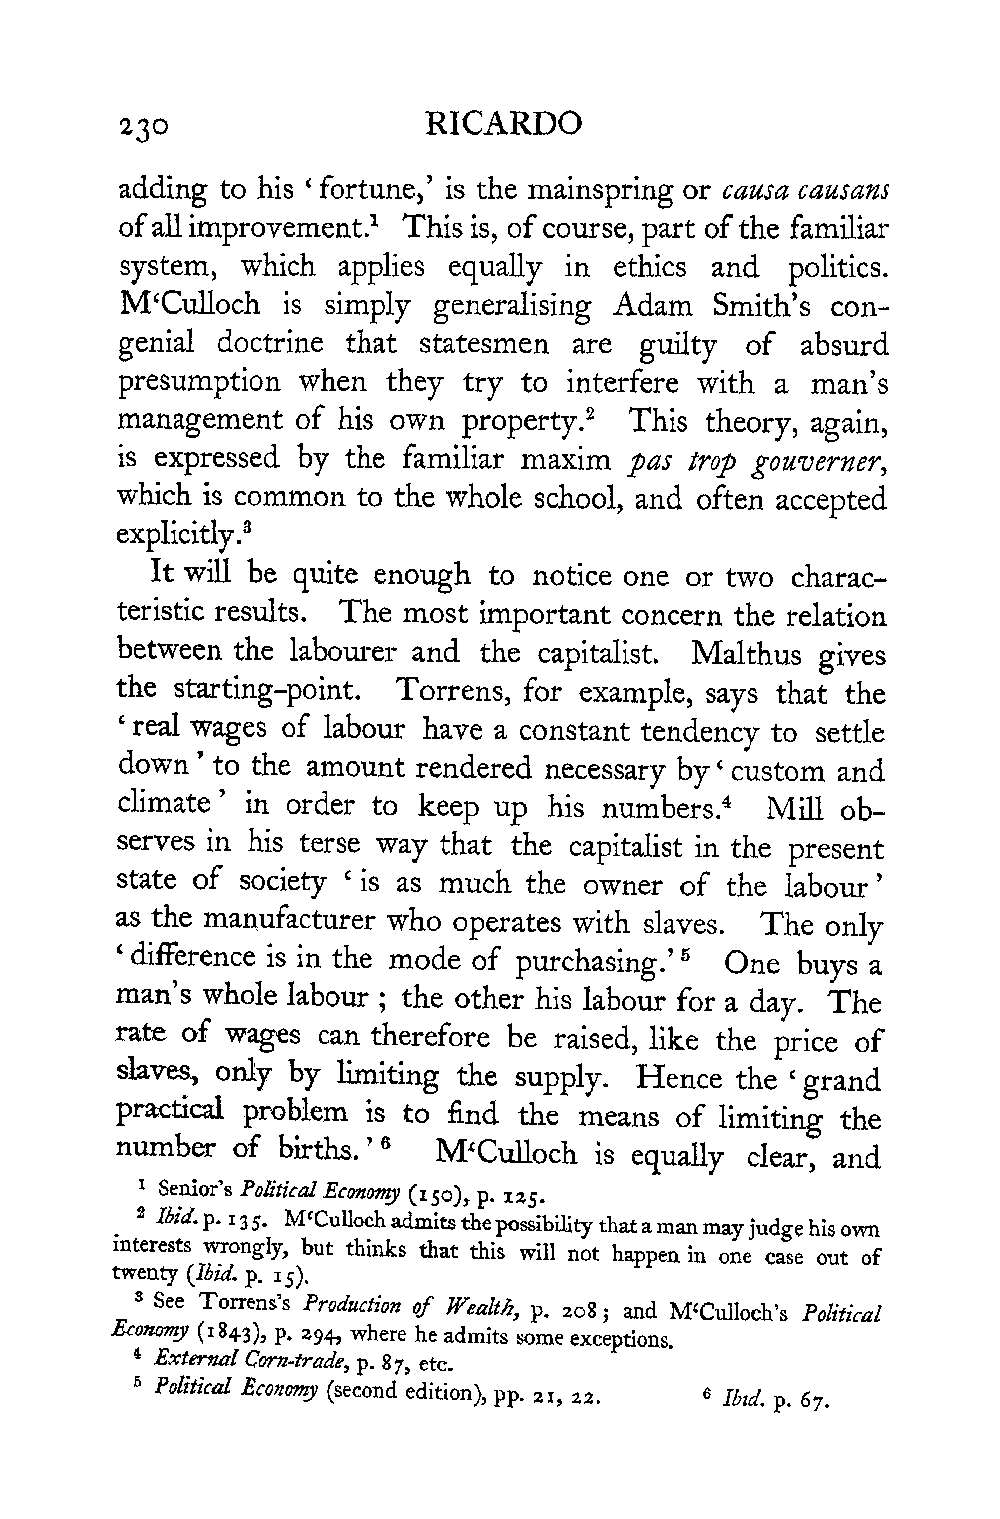 230 RICARDO
adding to his ‘ fortune,’ is the mainspring or causa causans
of all improvement.¹ This is, of course, part of the familiar
system, which applies equally in ethics and politics.
M‘Culloch is simply generalising Adam Smith’s con-
genial doctrine that statesmen are guilty of absurd
presumption when they try to interfere with a man’s
management of his own property.² This theory, again,
is expressed by the familiar maxim pas trop gouverner,
which is common to the whole school, and often accepted
explicitly.³
It will be quite enough to notice one or two charac-
teristic results. The most important concern the relation
between the labourer and the capitalist. Malthus gives
the starting-point. Torrens, for example, says that the
‘ real wages of labour have a constant tendency to settle
down ’ to the amount rendered necessary by ‘ custom and
climate ’ in order to keep up his numbers.⁴ Mill ob-
serves in his terse way that the capitalist in the present
state of society ‘ is as much the owner of the labour ’
as the manufacturer who operates with slaves. The only
‘ difference is in the mode of purchasing.’ ⁵ One buys a
man’s whole labour ; the other his labour for a day. The
rate of wages can therefore be raised, like the price of
slaves, only by limiting the supply. Hence the ‘ grand
practical problem is to find the means of limiting the
number of births.’ ⁶ M‘Culloch is equally clear, and
¹ Senior’s Political Economy (150), p. 125.
² Ibid. p. 135. M‘Culloch admits the possibility that a man may judge his own
interests wrongly, but thinks that this will not happen in one case out of
twenty (Ibid. p. 15).
³ See Torrens’s Production of Wealth, p. 208 ; and M‘Culloch’s Political
Economy (1843), p. 294, where he admits some exceptions.
⁴ External Corn-trade, p. 87, etc.
⁵ Political Economy (second edition), pp. 21, 22. ⁶ Ibid. p. 67.